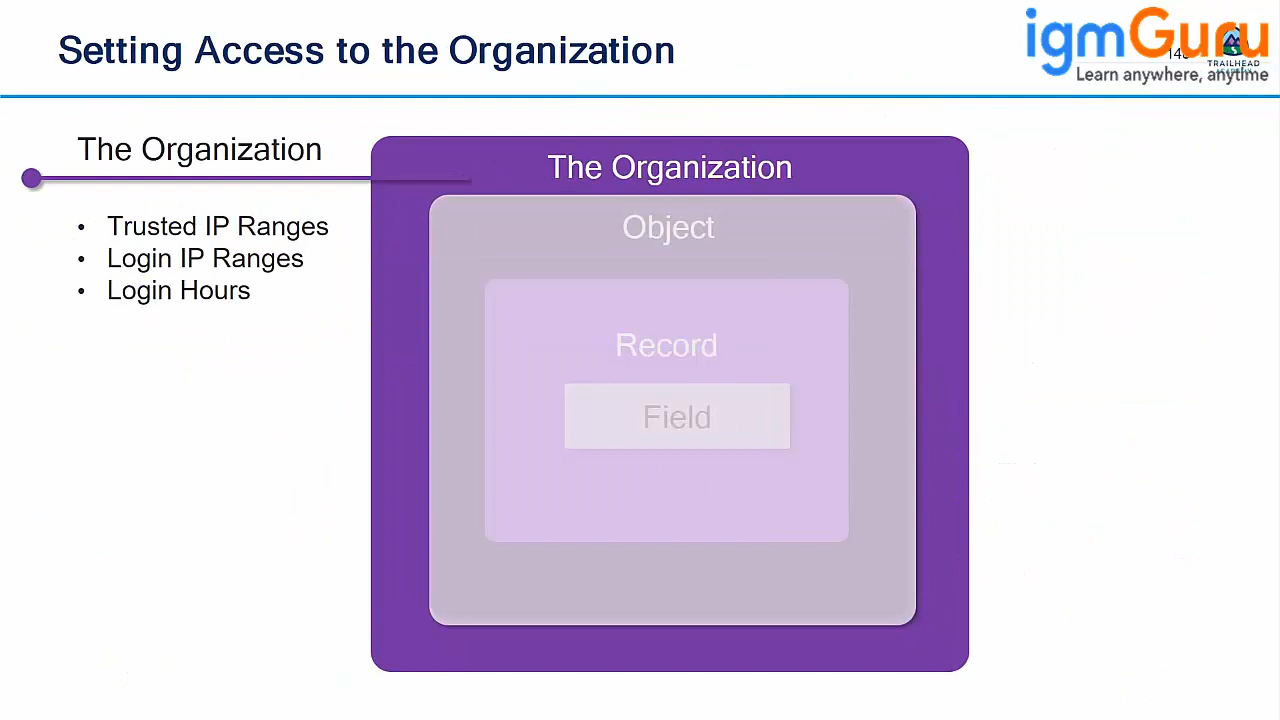 Setting Access to the Organization
igmGuru
TRAILHEAD
Learn anywhere, anytime
The Organization
• Trusted IP Ranges
• Login IP Ranges
• Login Hours
The Organization
Object
Record
Field